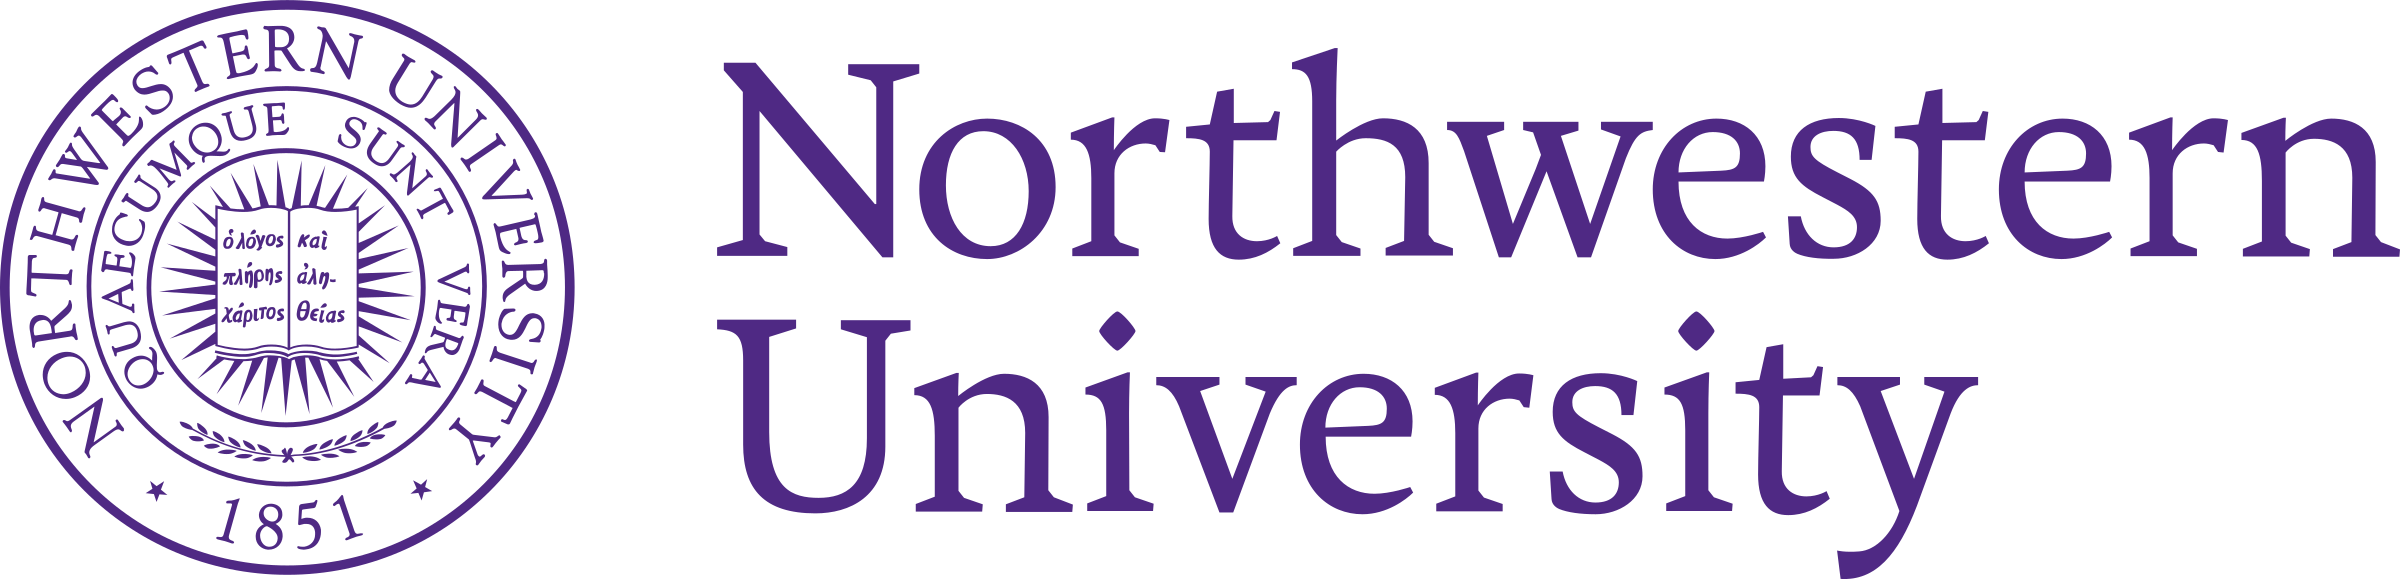 NORTHWESTERN UNIVERSITY
QUAECUMQUE SUNT VERA
ὁ λόγος
πλήρης
χάριτος
καὶ
ἀλη-
θείας
1851
Northwestern
University